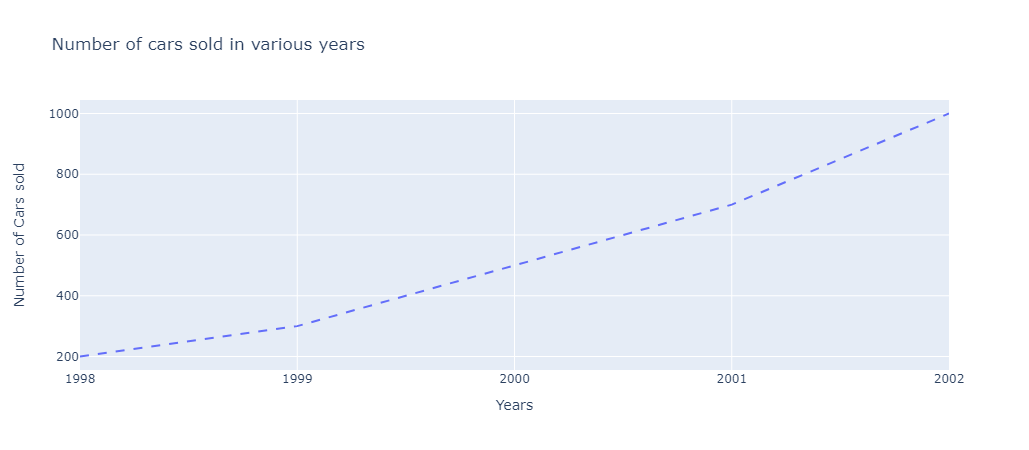 Number of cars sold in various years
Number of Cars sold
1000
800
600
400
200
1998 1999 2000 2001 2002
Years